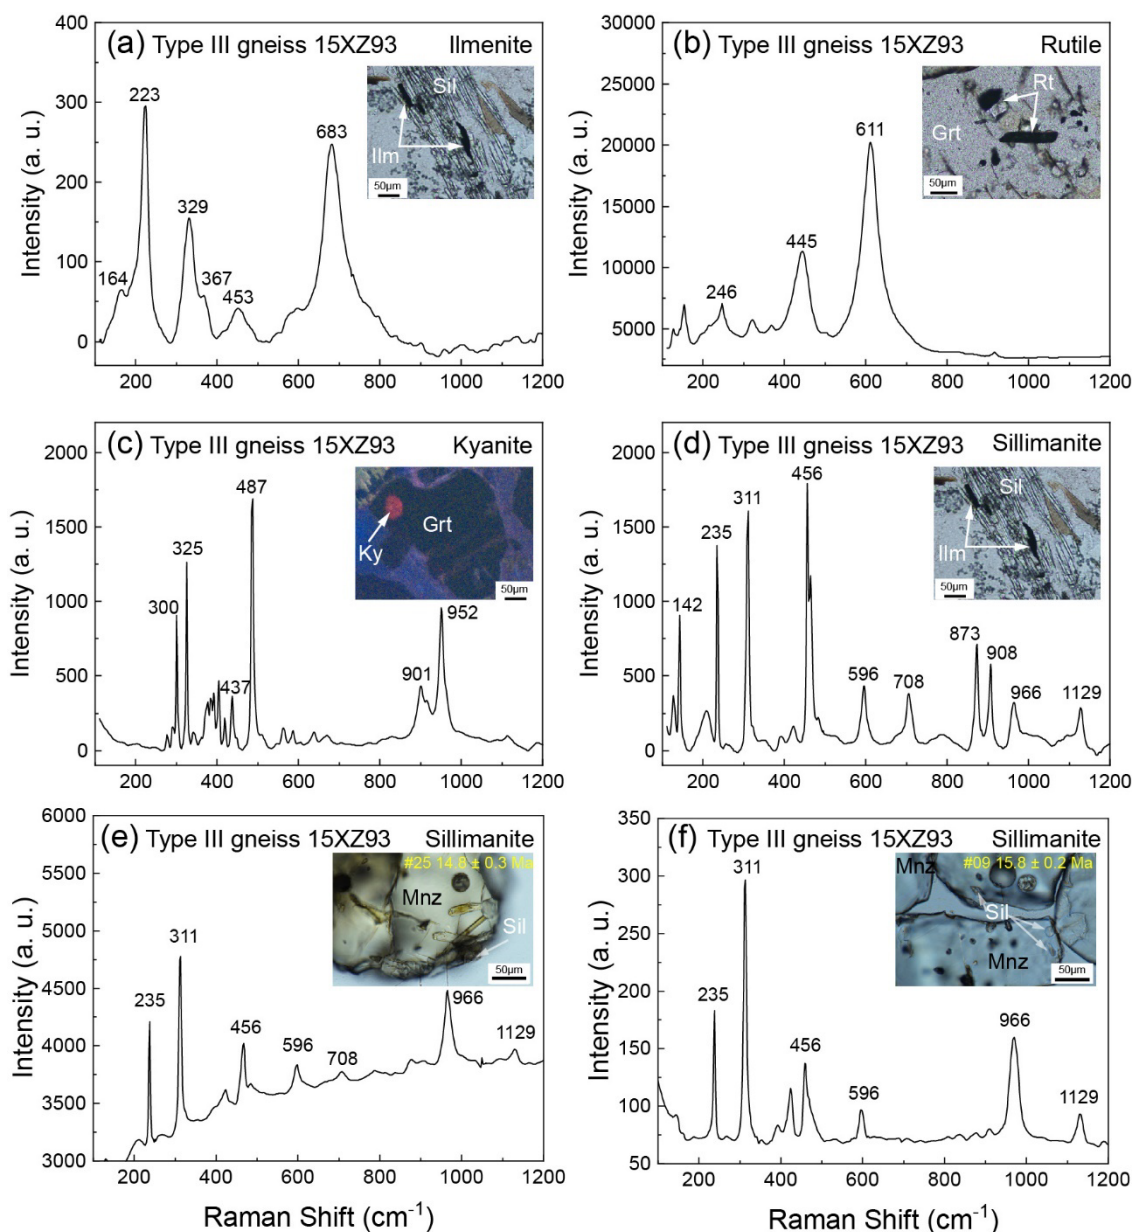 (a) Type III gneiss 15XZ93 Ilmenite
400
300
200
100
0
Intensity (a. u.)
164
223
329
367
453
683
Sil
Ilm
50µm
200 400 600 800 1000 1200
(b) Type III gneiss 15XZ93 Rutile
30000
25000
20000
15000
10000
5000
Intensity (a. u.)
246
445
611
Rt
Grt
50µm
200 400 600 800 1000 1200
(c) Type III gneiss 15XZ93 Kyanite
2000
1500
1000
500
0
Intensity (a. u.)
300
325
437
487
901
952
Grt
Ky
50µm
200 400 600 800 1000 1200
(d) Type III gneiss 15XZ93 Sillimanite
2000
1500
1000
500
0
Intensity (a. u.)
142
235
311
456
596
708
873
908
966
1129
Sil
Ilm
50µm
200 400 600 800 1000 1200
(e) Type III gneiss 15XZ93 Sillimanite
6000
5500
5000
4500
4000
3500
3000
Intensity (a. u.)
#25 14.8 ± 0.3 Ma
Mnz
Sil
50µm
235
311
456
596
708
966
1129
200 400 600 800 1000 1200
Raman Shift (cm⁻¹)
(f) Type III gneiss 15XZ93 Sillimanite
350
300
250
200
150
100
50
Intensity (a. u.)
#09 15.8 ± 0.2 Ma
Mnz
Sil
Mnz
50µm
235
311
456
596
966
1129
200 400 600 800 1000 1200
Raman Shift (cm⁻¹)